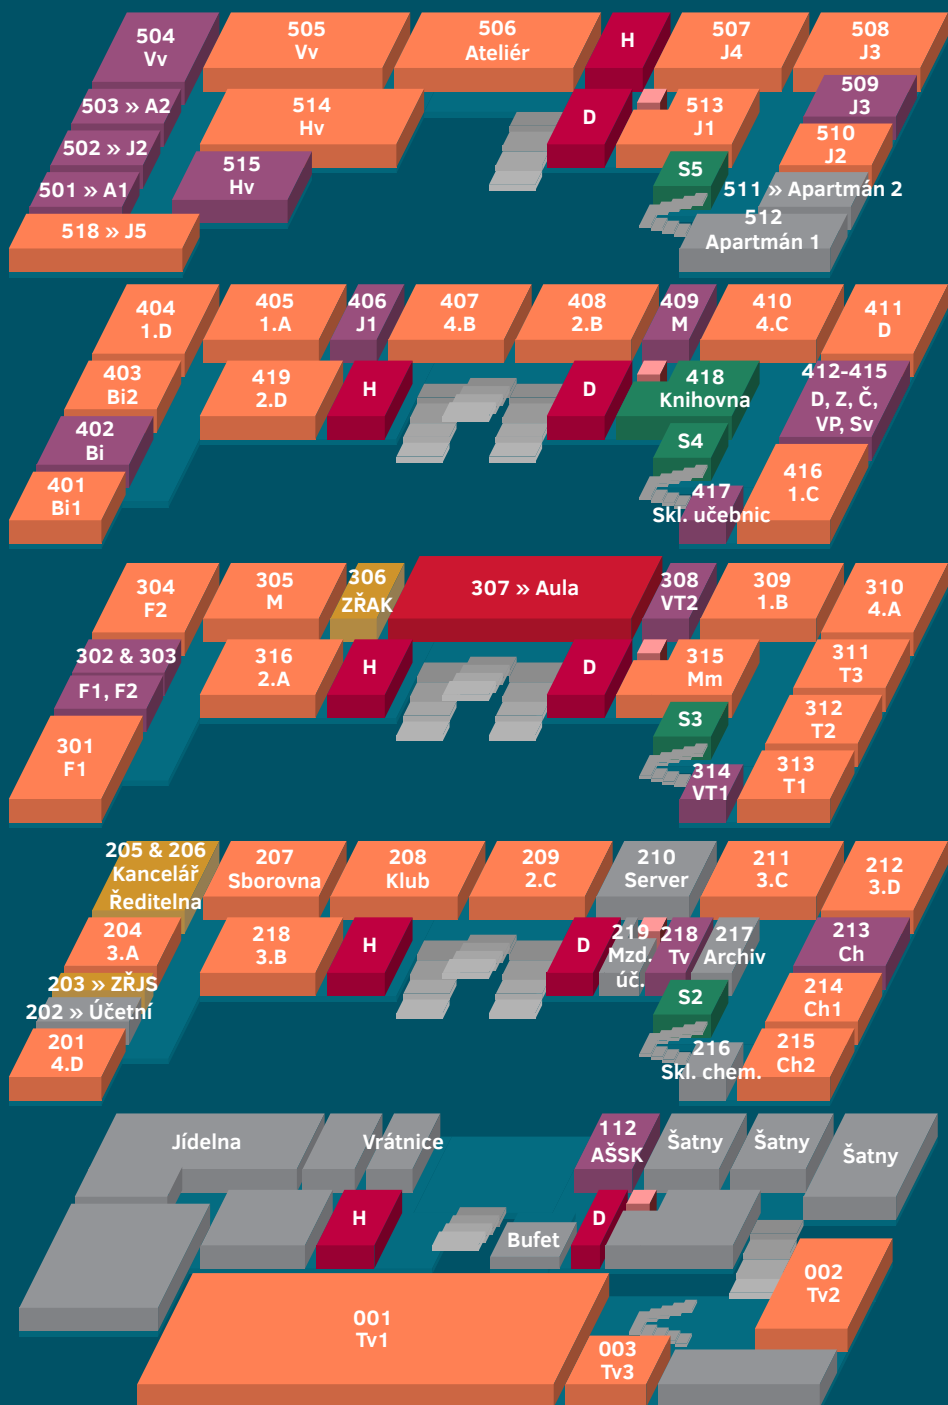 504
Vv
505
Vv
506
Ateliér
H
507
J4
508
J3
503 » A2
514
Hv
D
513
J1
509
J3
502 » J2
510
J2
501 » A1
515
Hv
S5
511 » Apartmán 2
518 » J5
512
Apartmán 1
404
1.D
405
1.A
406
J1
407
4.B
408
2.B
409
M
410
4.C
411
D
403
Bi2
419
2.D
H
D
418
Knihovna
412-415
D, Z, Č,
VP, Sv
402
Bi
S4
401
Bi1
417
Skl. učebnic
416
1.C
304
F2
305
M
306
ZŘAK
307 » Aula
308
VT2
309
1.B
310
4.A
302 & 303
F1, F2
316
2.A
H
D
315
Mm
311
T3
S3
312
T2
301
F1
314
VT1
313
T1
205 & 206
Kancelář
Ředitelna
207
Sborovna
208
Klub
209
2.C
210
Server
211
3.C
212
3.D
204
3.A
218
3.B
H
D
219
Mzd.
úč.
218
Tv
217
Archiv
213
Ch
203 » ZŘJS
S2
214
Ch1
202 » Účetní
201
4.D
216
Skl. chem.
215
Ch2
Jídelna
Vrátnice
112
AŠSK
Šatny
Šatny
Šatny
H
Bufet
D
002
Tv2
001
Tv1
003
Tv3